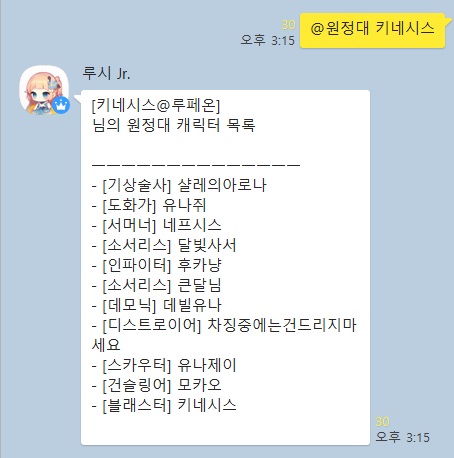 30
오후 3:15
@원정대 키네시스
루시 Jr.
[키네시스@루페온]
님의 원정대 캐릭터 목록
ㅡㅡㅡㅡㅡㅡㅡㅡㅡㅡㅡㅡㅡㅡ
- [기상술사] 샬레의아로나
- [도화가] 유나쥐
- [서머너] 네프시스
- [소서리스] 달빛사서
- [인파이터] 후카냥
- [소서리스] 큰달님
- [데모닉] 데빌유나
- [디스트로이어] 차징중에는건드리지마
세요
- [스카우터] 유나제이
- [건슬링어] 모카오
- [블래스터] 키네시스
30
오후 3:15